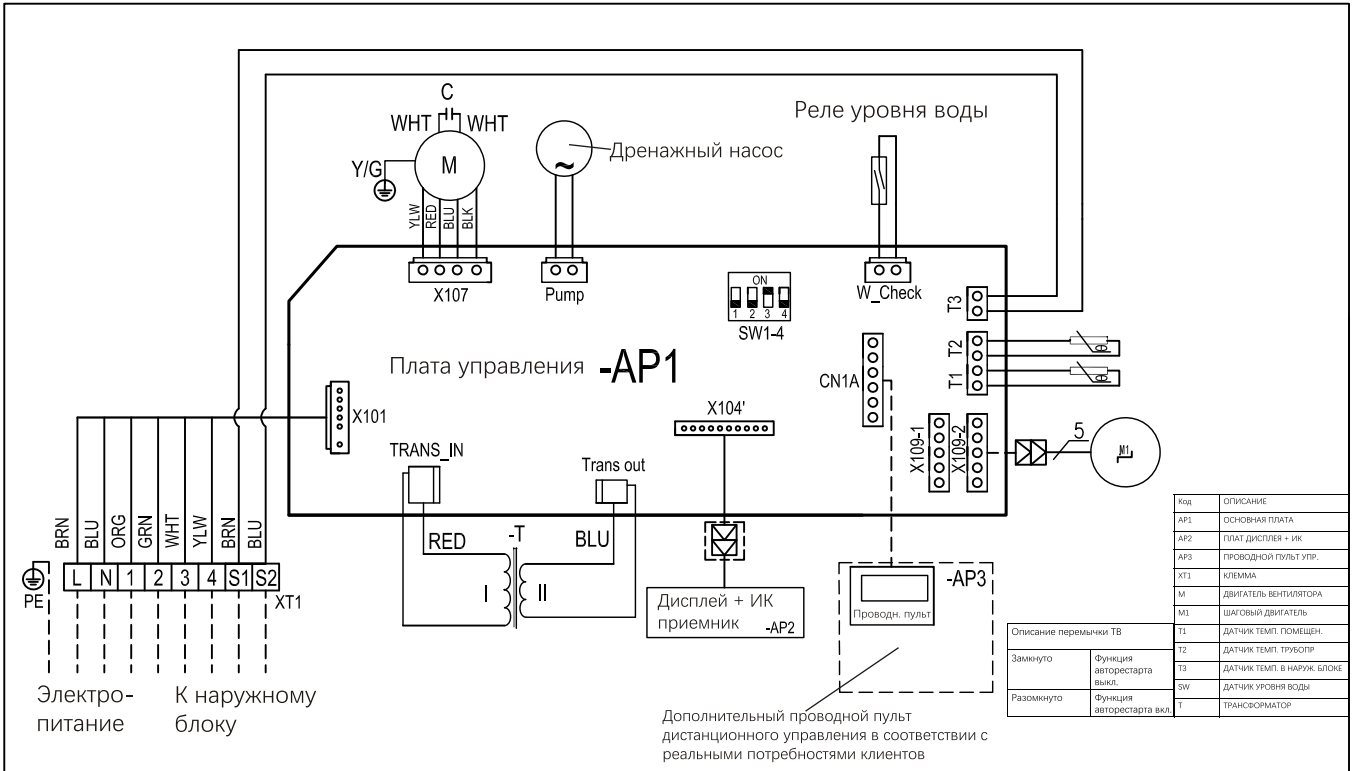 C
WHT WHT
Реле уровня воды
Дренажный насос
M
~
Y/G
YLW RED BLU BLK
X107
Pump
ON
1 2 3 4
SW1-4
W_Check
T3
T2
T1
Плата управления -AP1
CN1A
X101
X104'
X109-1
X109-2
5
M1
TRANS_IN
Trans out
RED
-T
BLU
I
II
BRN BLU ORG GRN WHT YLW BRN BLU
L N 1 2 3 4 S1 S2
XT1
PE
Электро-
питание
К наружному
блоку
Дисплей + ИК
приемник -AP2
-AP3
Проводн. пульт
Дополнительный проводной пульт
дистанционного управления в соответствии с
реальными потребностями клиентов
Описание перемычки TB
Замкнуто
Функция
авторестарта
выкл.
Разомкнуто
Функция
авторестарта вкл.
Код ОПИСАНИЕ
AP1 ОСНОВНАЯ ПЛАТА
AP2 ПЛАТ ДИСПЛЕЯ + ИК
AP3 ПРОВОДНОЙ ПУЛЬТ УПР.
XT1 КЛЕММА
M ДВИГАТЕЛЬ ВЕНТИЛЯТОРА
M1 ШАГОВЫЙ ДВИГАТЕЛЬ
T1 ДАТЧИК ТЕМП. ПОМЕЩЕН.
T2 ДАТЧИК ТЕМП. ТРУБОПР
T3 ДАТЧИК ТЕМП. В НАРУЖ. БЛОКЕ
SW ДАТЧИК УРОВНЯ ВОДЫ
T ТРАНСФОРМАТОР